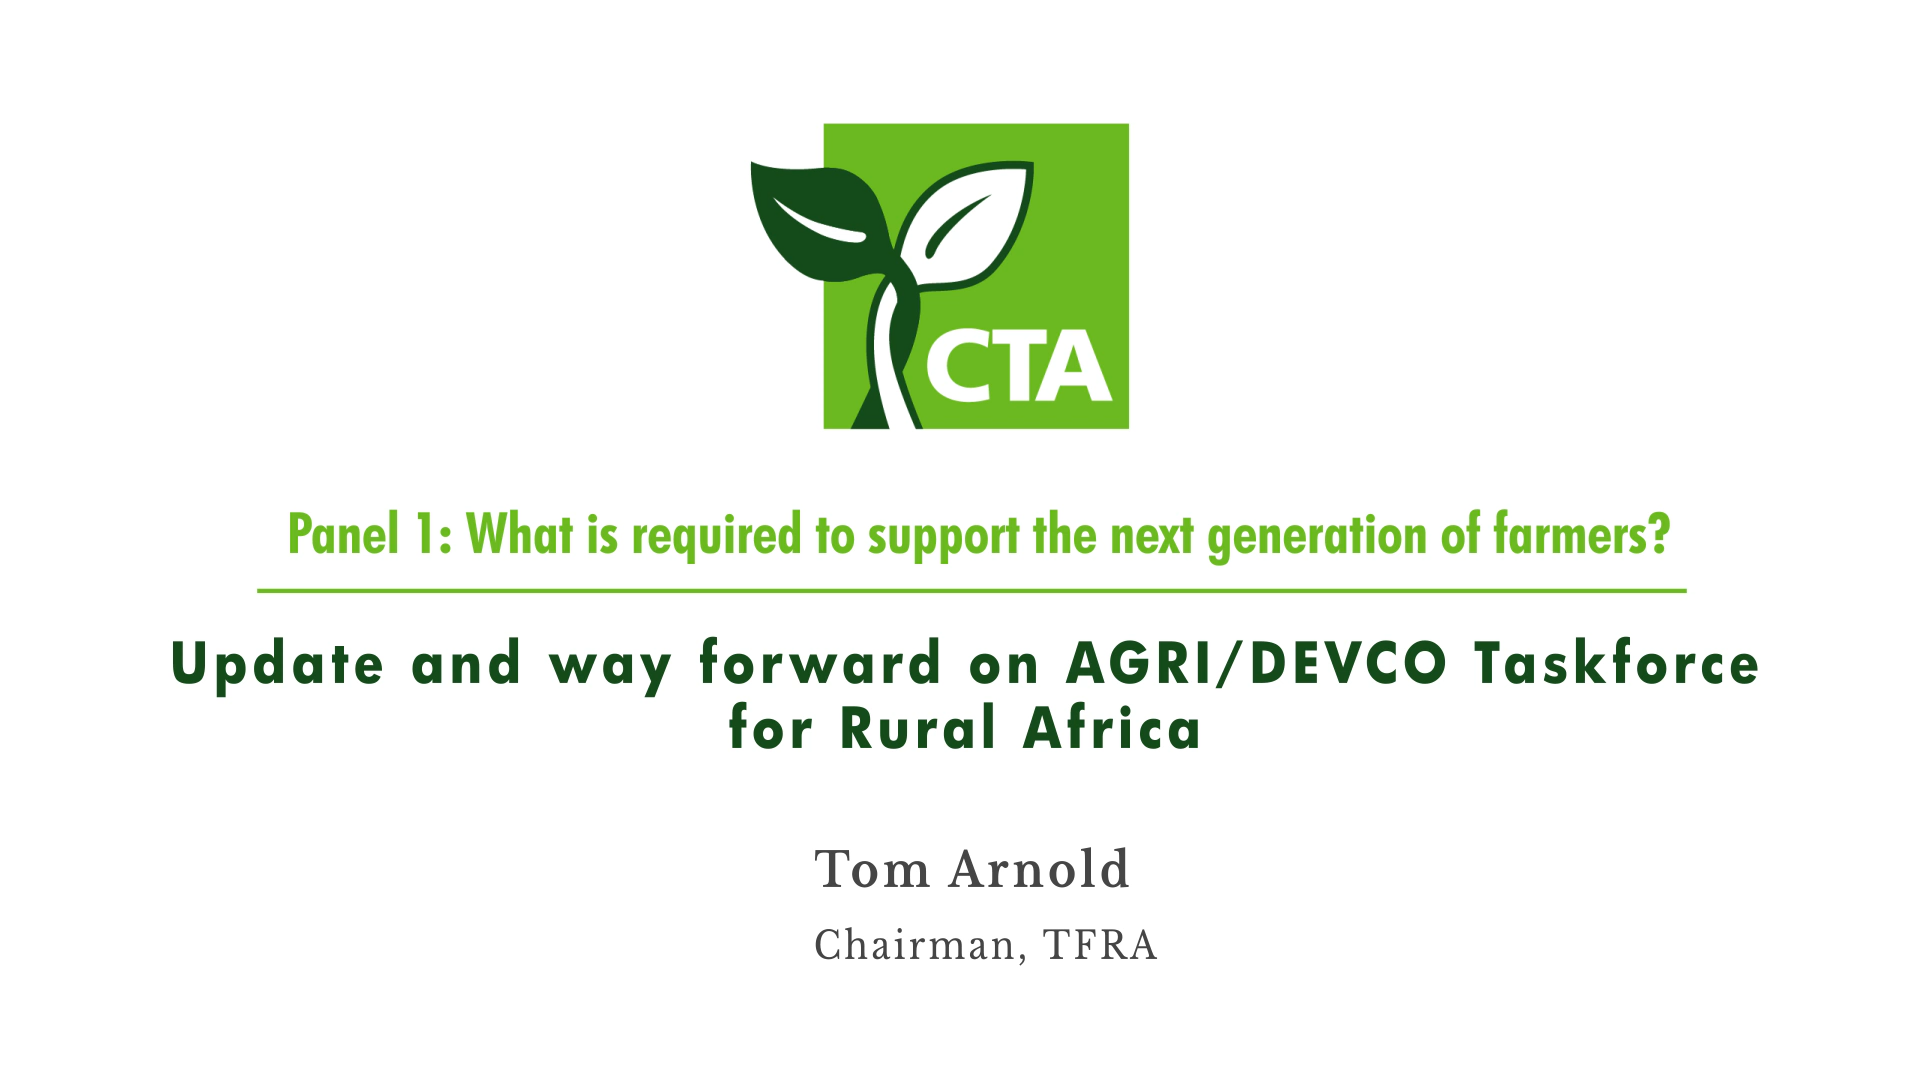 CTA
Panel 1: What is required to support the next generation of farmers?
Update and way forward on AGRI/DEVCO Taskforce
for Rural Africa
Tom Arnold
Chairman, TFRA